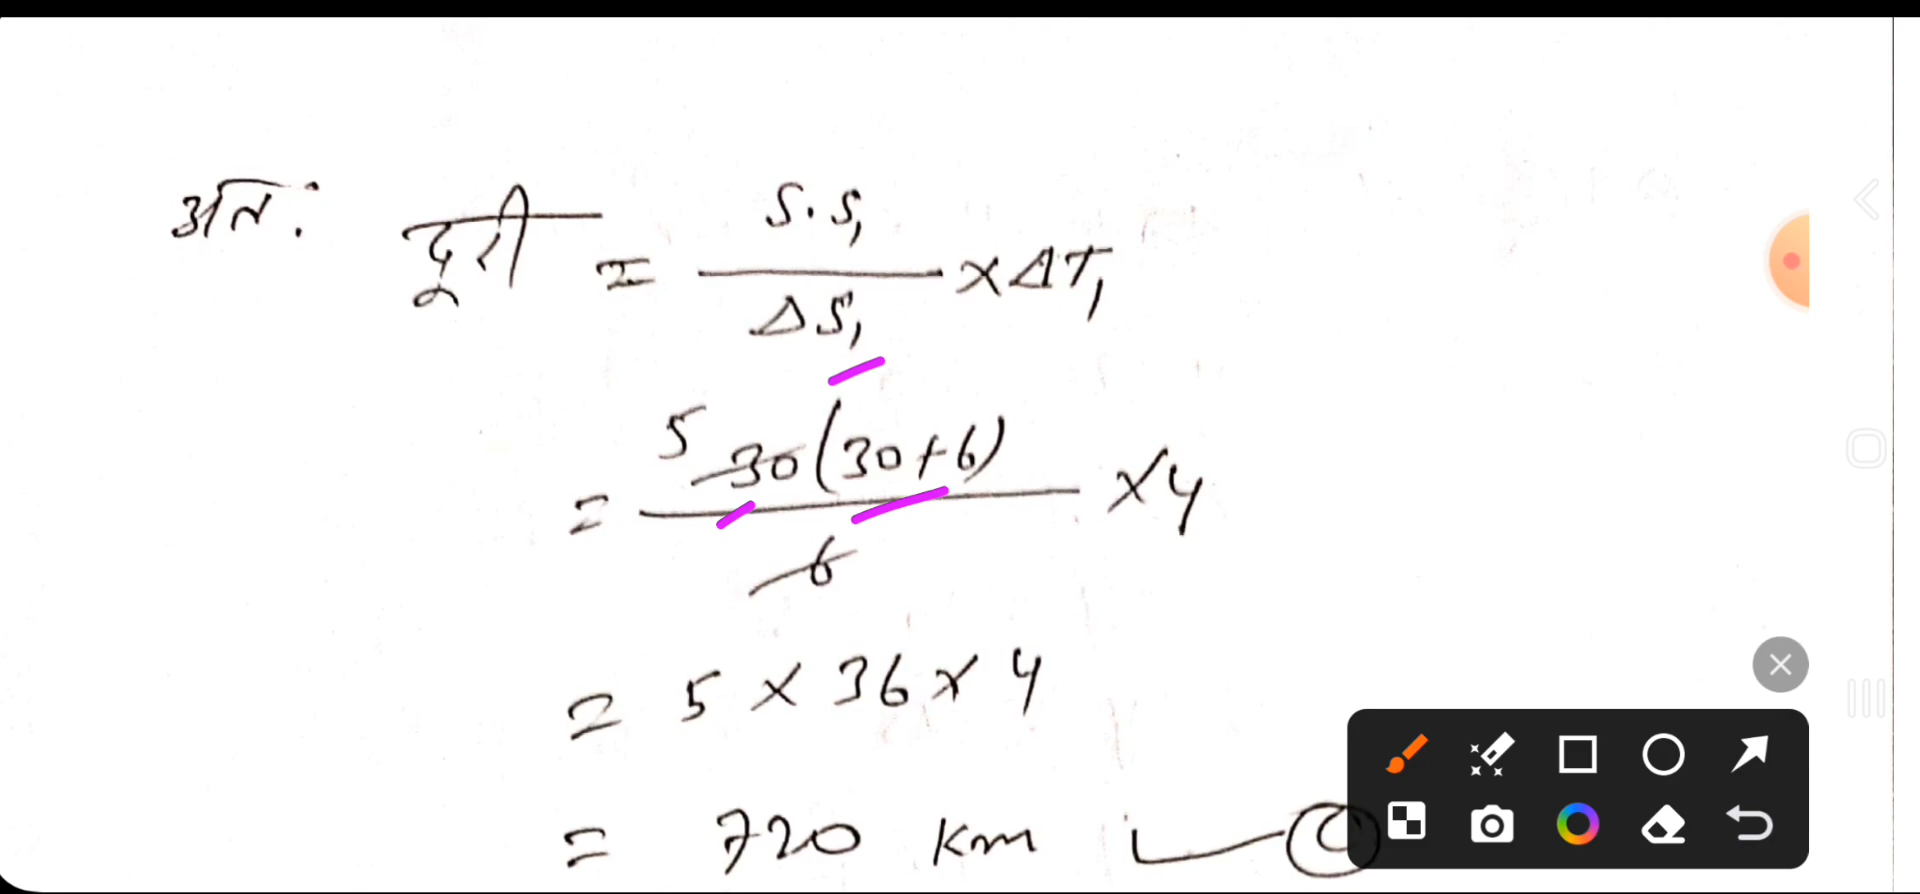 अतः दूरी = S.S₁/ΔS₁ × ΔT₁
= 5 30(30+6)/6 × 4
= 5 × 36 × 4
= 720 Km C